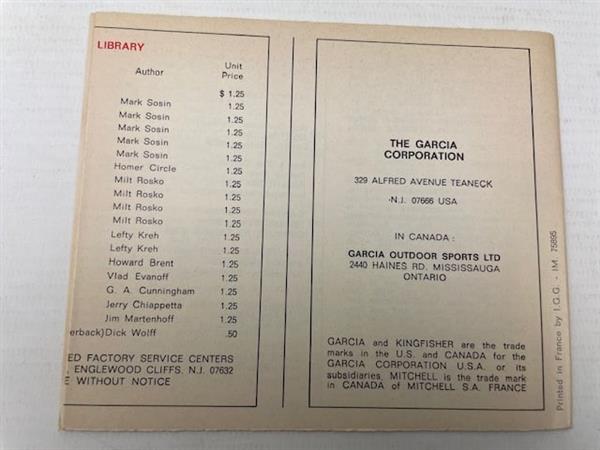 LIBRARY
Author Unit Price
$ 1.25
Mark Sosin 1.25
Mark Sosin 1.25
Mark Sosin 1.25
Mark Sosin 1.25
Mark Sosin 1.25
Homer Circle 1.25
Milt Rosko 1.25
Milt Rosko 1.25
Milt Rosko 1.25
Milt Rosko 1.25
Lefty Kreh 1.25
Lefty Kreh 1.25
Howard Brent 1.25
Vlad Evanoff 1.25
G. A. Cunningham 1.25
Jerry Chiappetta 1.25
Jim Martenhoff 1.25
erback) Dick Wolff .50
ED FACTORY SERVICE CENTERS
. ENGLEWOOD CLIFFS, N.J. 07632
E WITHOUT NOTICE
THE GARCIA
CORPORATION
329 ALFRED AVENUE TEANECK
N.J. 07666 USA
IN CANADA :
GARCIA OUTDOOR SPORTS LTD
2440 HAINES RD, MISSISSAUGA
ONTARIO
GARCIA and KINGFISHER are the trade
marks in the U.S. and CANADA for the
GARCIA CORPORATION U.S.A. or its
subsidiaries. MITCHELL is the trade mark
in CANADA of MITCHELL S.A. FRANCE
Printed in France by I.G.G. - IM. 75895